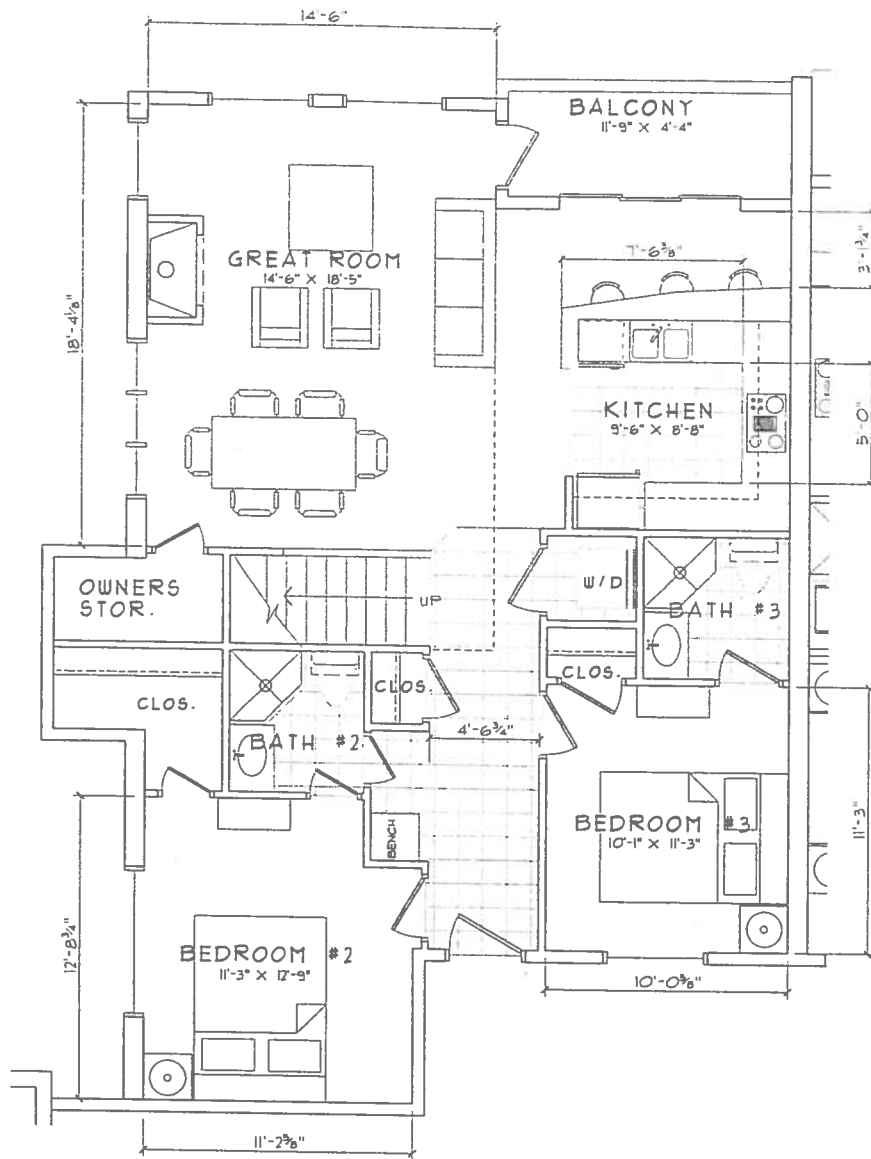 14'-6"
BALCONY
11'-9" X 4'-4"
7'-6⅜"
3'-1¾"
GREAT ROOM
14'-6" X 18'-5"
18'-4⅛"
KITCHEN
9'-6" X 8'-8"
5'-0"
OWNERS
STOR.
UP
W/D
BATH #3
CLOS.
CLOS.
CLOS.
BATH #2
4'-6¾"
BENCH
BEDROOM #3
10'-1" X 11'-3"
11'-3"
12'-8¾"
BEDROOM #2
11'-3" X 12'-9"
10'-0⅝"
11'-2⅝"